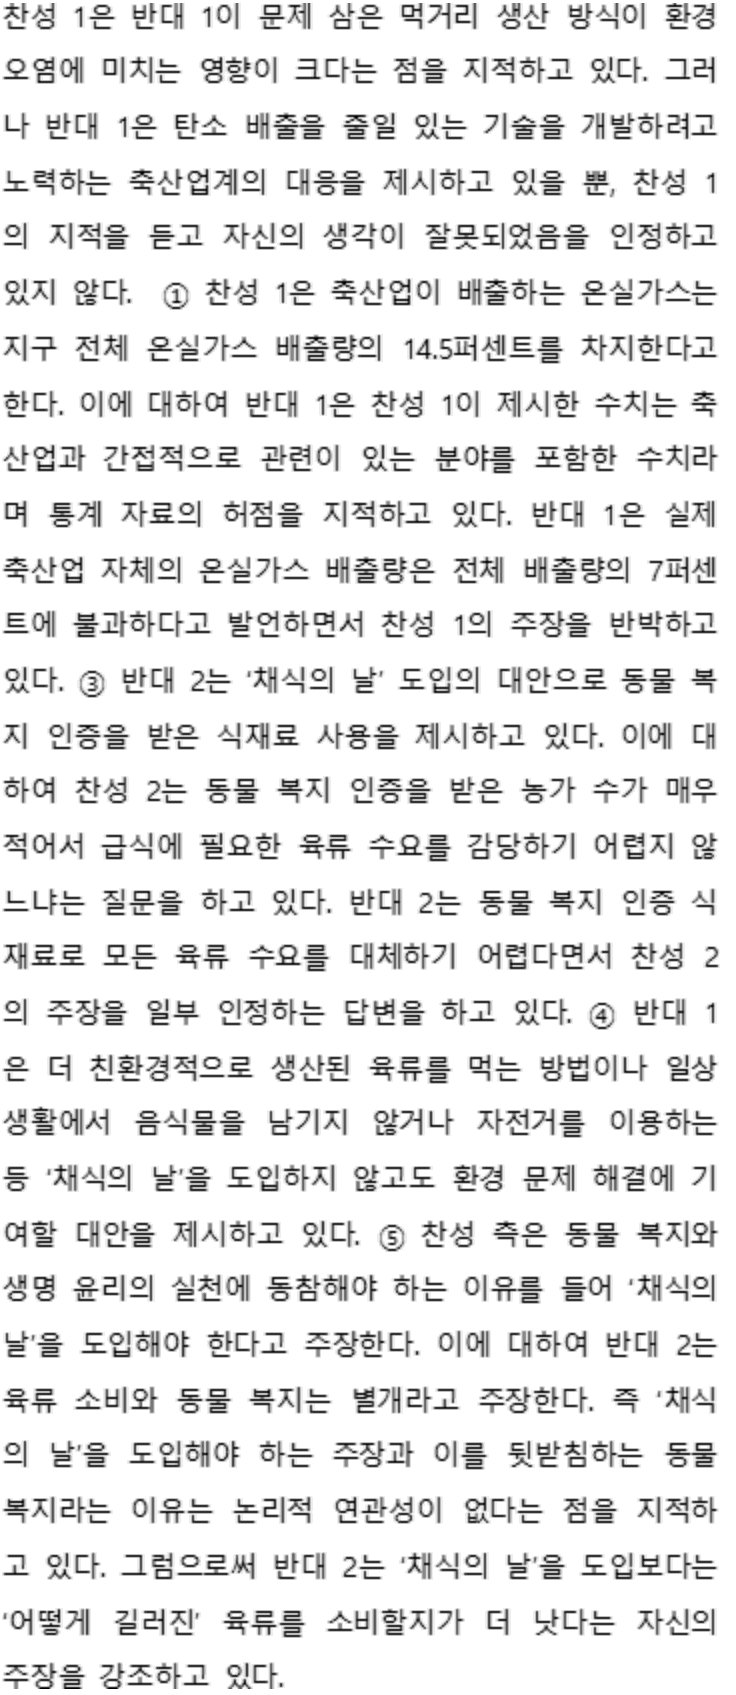 찬성 1은 반대 1이 문제 삼은 먹거리 생산 방식이 환경
오염에 미치는 영향이 크다는 점을 지적하고 있다. 그러
나 반대 1은 탄소 배출을 줄일 있는 기술을 개발하려고
노력하는 축산업계의 대응을 제시하고 있을 뿐, 찬성 1
의 지적을 듣고 자신의 생각이 잘못되었음을 인정하고
있지 않다. ① 찬성 1은 축산업이 배출하는 온실가스는
지구 전체 온실가스 배출량의 14.5퍼센트를 차지한다고
한다. 이에 대하여 반대 1은 찬성 1이 제시한 수치는 축
산업과 간접적으로 관련이 있는 분야를 포함한 수치라
며 통계 자료의 허점을 지적하고 있다. 반대 1은 실제
축산업 자체의 온실가스 배출량은 전체 배출량의 7퍼센
트에 불과하다고 발언하면서 찬성 1의 주장을 반박하고
있다. ③ 반대 2는 ‘채식의 날’ 도입의 대안으로 동물 복
지 인증을 받은 식재료 사용을 제시하고 있다. 이에 대
하여 찬성 2는 동물 복지 인증을 받은 농가 수가 매우
적어서 급식에 필요한 육류 수요를 감당하기 어렵지 않
느냐는 질문을 하고 있다. 반대 2는 동물 복지 인증 식
재료로 모든 육류 수요를 대체하기 어렵다면서 찬성 2
의 주장을 일부 인정하는 답변을 하고 있다. ④ 반대 1
은 더 친환경적으로 생산된 육류를 먹는 방법이나 일상
생활에서 음식물을 남기지 않거나 자전거를 이용하는
등 ‘채식의 날’을 도입하지 않고도 환경 문제 해결에 기
여할 대안을 제시하고 있다. ⑤ 찬성 측은 동물 복지와
생명 윤리의 실천에 동참해야 하는 이유를 들어 ‘채식의
날’을 도입해야 한다고 주장한다. 이에 대하여 반대 2는
육류 소비와 동물 복지는 별개라고 주장한다. 즉 ‘채식
의 날’을 도입해야 하는 주장과 이를 뒷받침하는 동물
복지라는 이유는 논리적 연관성이 없다는 점을 지적하
고 있다. 그럼으로써 반대 2는 ‘채식의 날’을 도입보다는
‘어떻게 길러진’ 육류를 소비할지가 더 낫다는 자신의
주장을 강조하고 있다.